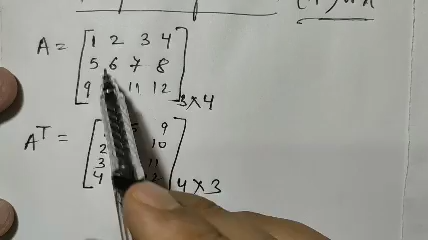 A = [ 1 2 3 4
5 6 7 8
9 11 12 ] 3×4
Aᵀ = [ 9
2 10
3 11
4 ] 4×3